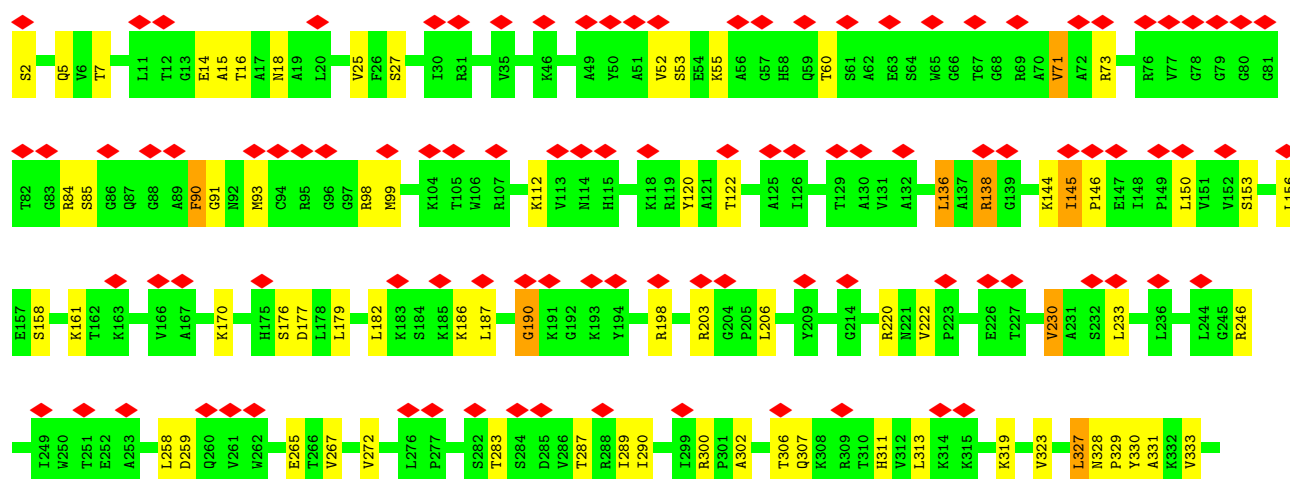 S2 Q5 V6 T7 L11 T12 G13 E14 A15 T16 A17 N18 A19 L20 V25 F26 S27 I30 R31 V35 K46 A49 Y50 A51 V52 S53 E54 K55 A56 G57 H58 Q59 T60 S61 A62 E63 S64 W65 G66 T67 G68 R69 A70 V71 A72 R73 R76 V77 G78 G79 G80 G81
T82 G83 R84 S85 G86 Q87 G88 A89 F90 G91 N92 M93 G94 R95 G96 G97 R98 M99 K104 T105 W106 R107 K112 V113 N114 H115 K118 R119 Y120 A121 T122 A125 I126 T129 A130 V131 A132 L136 A137 R138 G139 K144 I145 P146 E147 I148 P149 L150 V151 V152 S153 L156
E157 S158 K161 T162 K163 V166 A167 K170 H175 S176 D177 L178 L179 L182 K183 S184 K185 K186 L187 G190 K191 G192 K193 Y194 R198 R203 G204 P205 L206 Y209 G214 R220 N221 V222 P223 E226 T227 V230 A231 S232 L233 L236 L244 G245 R246
I249 W250 T251 E252 A253 L258 D259 Q260 V261 W262 E265 T266 V267 V272 L276 P277 S282 T283 S284 D285 V286 T287 R288 I289 I290 I299 R300 P301 A302 T306 Q307 K308 R309 T310 H311 V312 L313 K314 K315 K319 V323 L327 N328 P329 Y330 A331 K332 V333